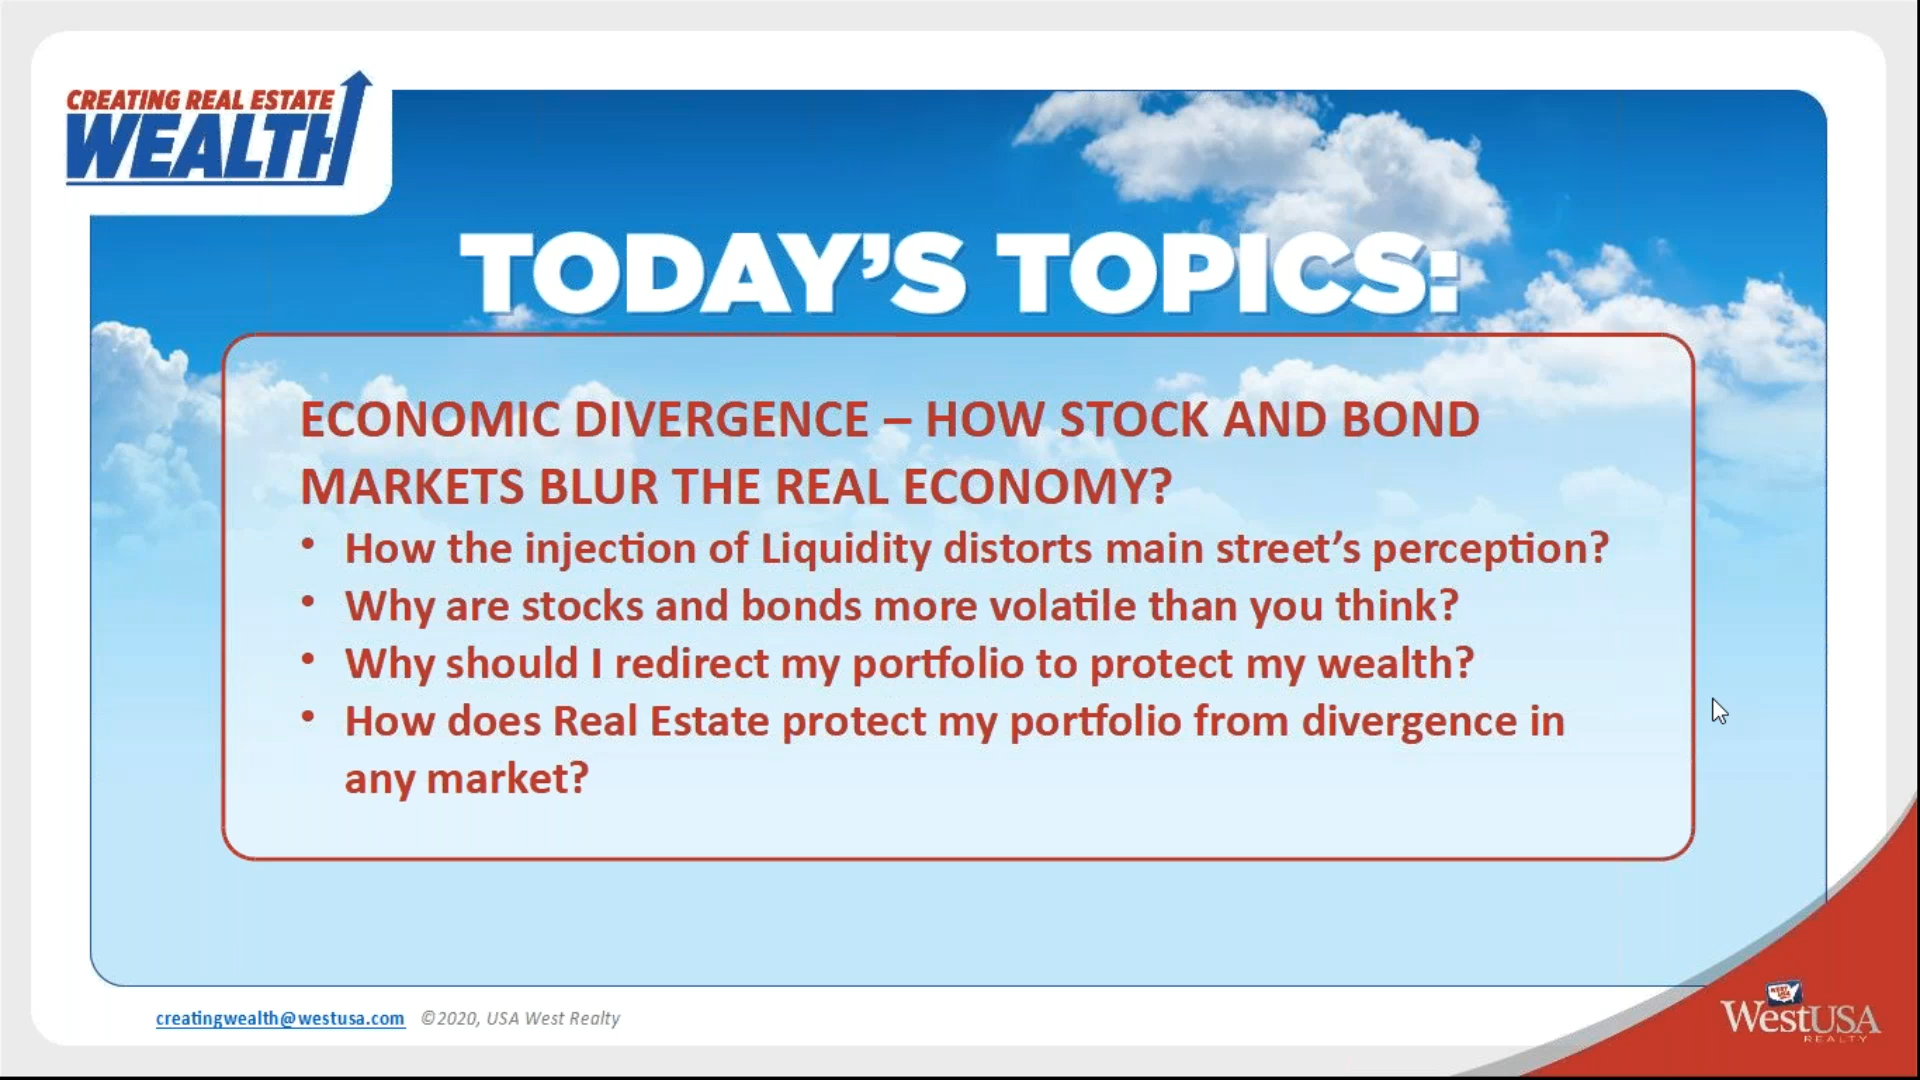 CREATING REAL ESTATE
WEALTH
TODAY'S TOPICS:
ECONOMIC DIVERGENCE – HOW STOCK AND BOND
MARKETS BLUR THE REAL ECONOMY?
• How the injection of Liquidity distorts main street's perception?
• Why are stocks and bonds more volatile than you think?
• Why should I redirect my portfolio to protect my wealth?
• How does Real Estate protect my portfolio from divergence in
any market?
creatingwealth@westusa.com ©2020, USA West Realty
WEST USA
WestUSA
REALTY